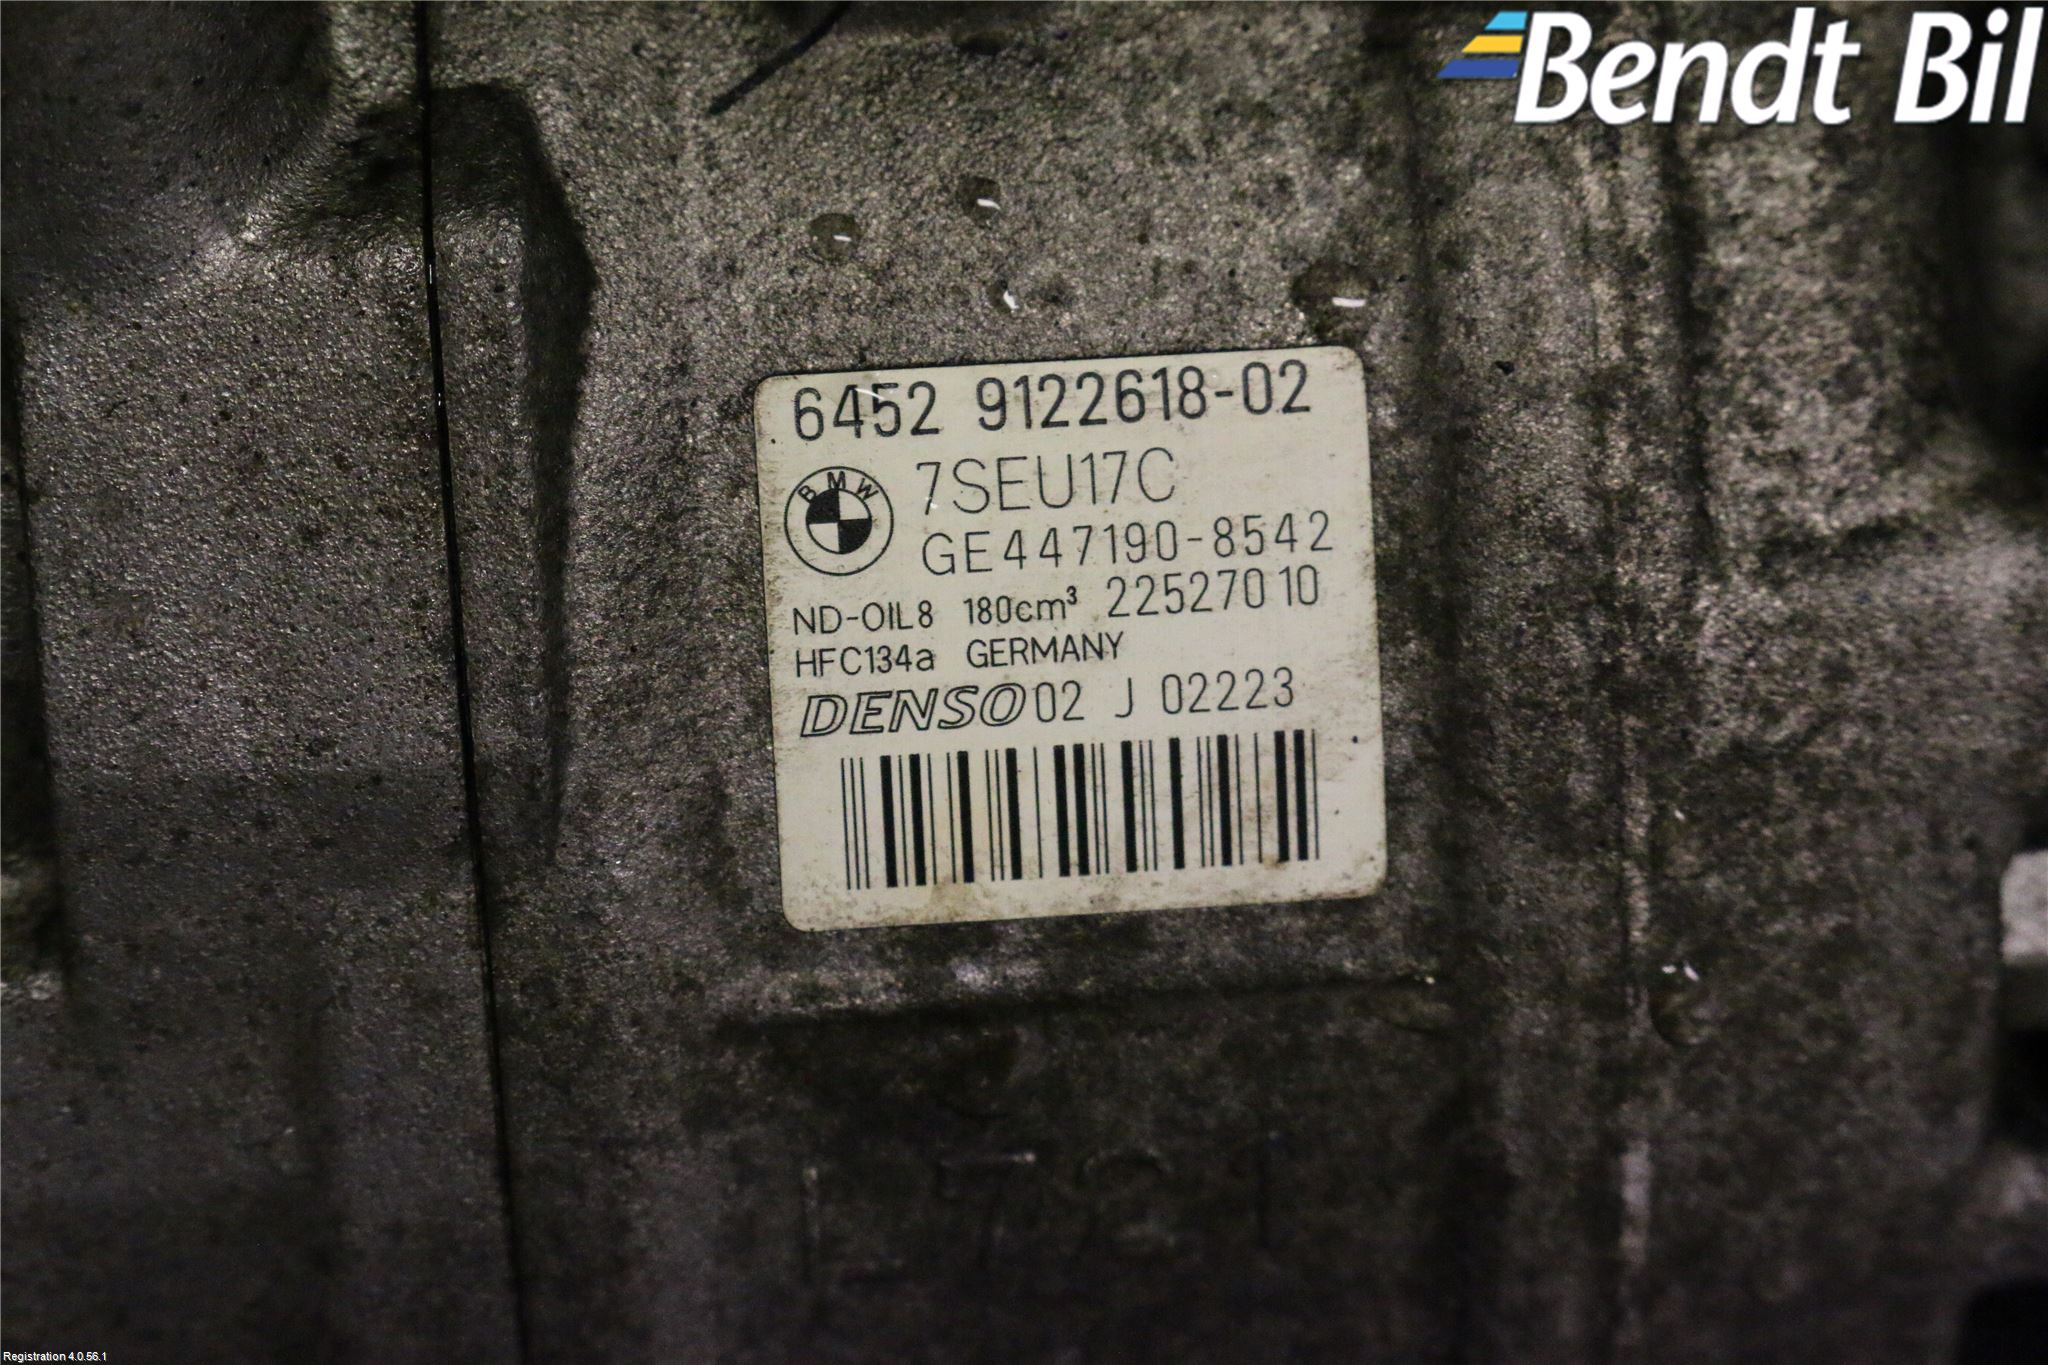 Bendt Bil
6452 9122618-02
BMW
7SEU17C
GE447190-8542
ND-OIL8 180cm³ 22527010
HFC134a GERMANY
DENSO 02 J 02223
Registration 4.0.56.1